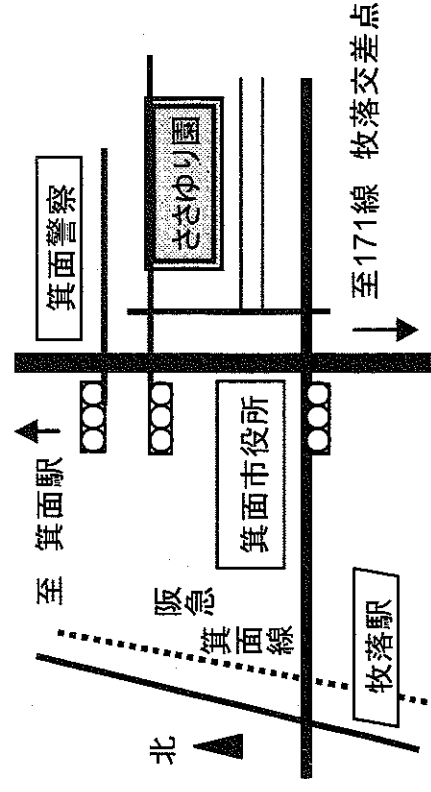 至 箕面駅
箕面警察
ささゆり園
阪急
箕面線
箕面市役所
至171線 牧落交差点
北
牧落駅